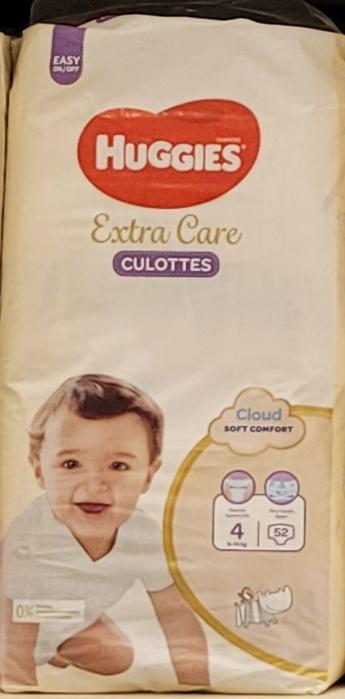 EASY
ON/OFF
HUGGIES
Extra Care
CULOTTES
Cloud
SOFT COMFORT
4
52
0%